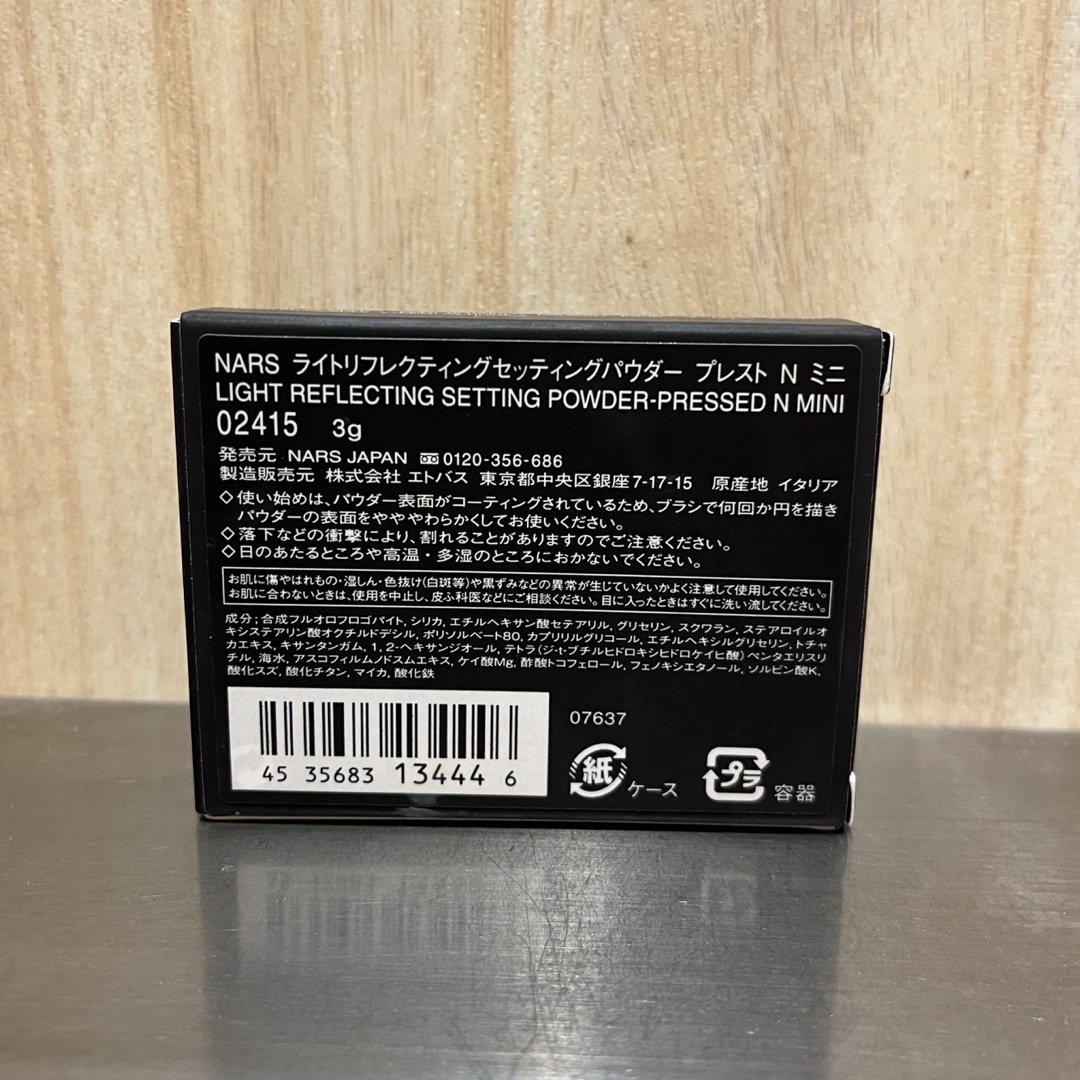 NARS ライトリフレクティングセッティングパウダー プレスト N ミニ
LIGHT REFLECTING SETTING POWDER-PRESSED N MINI
02415 3g
発売元 NARS JAPAN 0120-356-686
製造販売元 株式会社 エトバス 東京都中央区銀座7-17-15 原産地 イタリア
◇使い始めは、パウダー表面がコーティングされているため、ブラシで何回か円を描き
パウダーの表面をやややわらかくしてお使いください。
◇落下などの衝撃により、割れることがありますのでご注意ください。
◇日のあたるところや高温・多湿のところにおかないでください。
お肌に傷やはれもの・湿しん・色抜け(白斑等)や黒ずみなどの異常が生じていないかよく注意して使用してください。
お肌に合わないときは、使用を中止し、皮ふ科医などにご相談ください。目に入ったときはすぐに洗い流してください。
成分;合成フルオロフロゴパイト, シリカ, エチルヘキサン酸セテアリル, グリセリン, スクワラン, ステアロイルオ
キシステアリン酸オクチルドデシル, ポリソルベート80, カプリリルグリコール, エチルヘキシルグリセリン, トチャ
カエキス, キサンタンガム, 1, 2-ヘキサンジオール, テトラ(ジ-t-ブチルヒドロキシヒドロケイヒ酸)ペンタエリスリ
チル, 海水, アスコフィルムノドスムエキス, ケイ酸Mg, 酢酸トコフェロール, フェノキシエタノール, ソルビン酸K,
酸化スズ, 酸化チタン, マイカ, 酸化鉄
45 35683 13444 6
07637
紙 ケース
プラ 容器